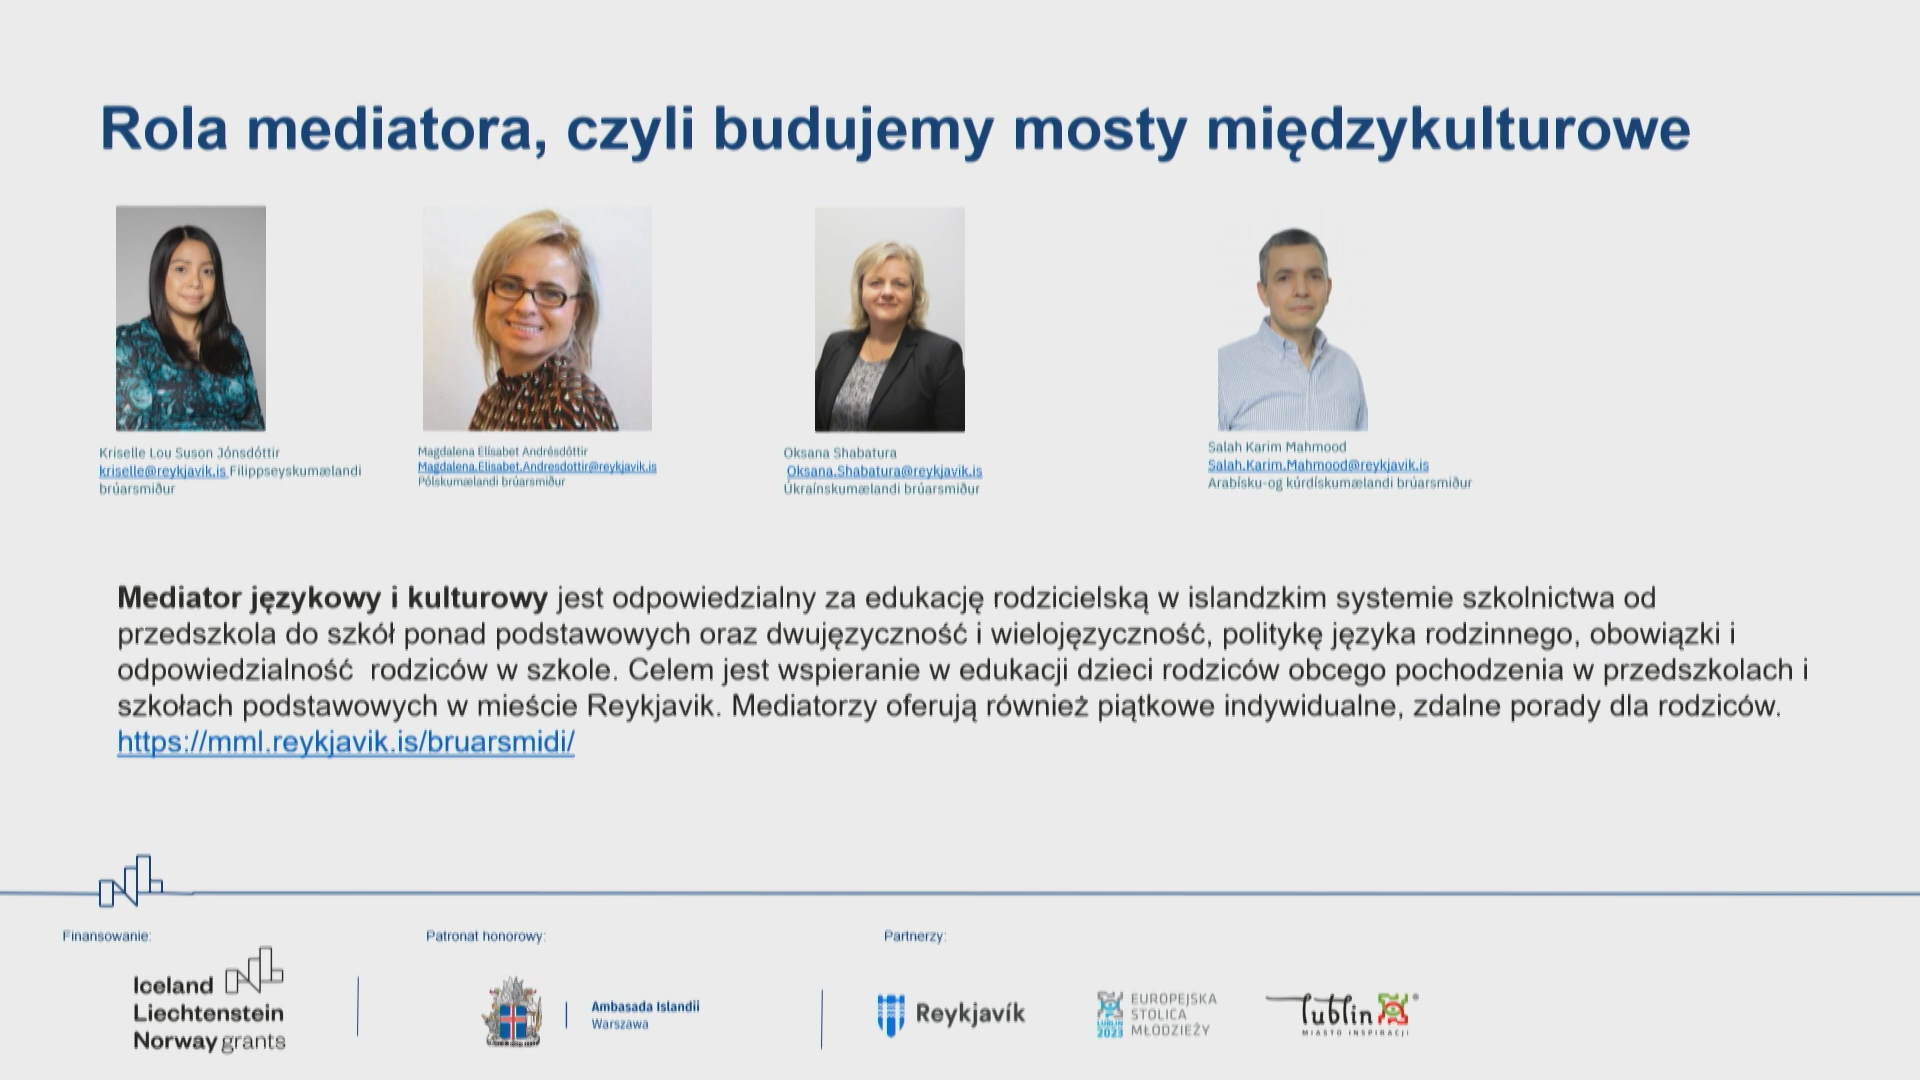 Rola mediatora, czyli budujemy mosty międzykulturowe
Kriselle Lou Suson Jónsdóttir
kriselle@reykjavik.is Filippseyskumælandi
brúarsmiður
Magdalena Elísabet Andrésdóttir
Magdalena.Elisabet.Andresdottir@reykjavik.is
Pólskumælandi brúarsmiður
Oksana Shabatura
Oksana.Shabatura@reykjavik.is
Úkraínskumælandi brúarsmiður
Salah Karim Mahmood
Salah.Karim.Mahmood@reykjavik.is
Arabísku-og kúrdískumælandi brúarsmiður
Mediator językowy i kulturowy jest odpowiedzialny za edukację rodzicielską w islandzkim systemie szkolnictwa od
przedszkola do szkół ponad podstawowych oraz dwujęzyczność i wielojęzyczność, politykę języka rodzinnego, obowiązki i
odpowiedzialność rodziców w szkole. Celem jest wspieranie w edukacji dzieci rodziców obcego pochodzenia w przedszkolach i
szkołach podstawowych w mieście Reykjavik. Mediatorzy oferują również piątkowe indywidualne, zdalne porady dla rodziców.
https://mml.reykjavik.is/bruarsmidi/
Finansowanie:
Patronat honorowy:
Partnerzy:
Iceland
Liechtenstein
Norway grants
Ambasada Islandii
Warszawa
Reykjavík
LUBLIN
2023
EUROPEJSKA
STOLICA
MŁODZIEŻY
lublin
MIASTO INSPIRACJI